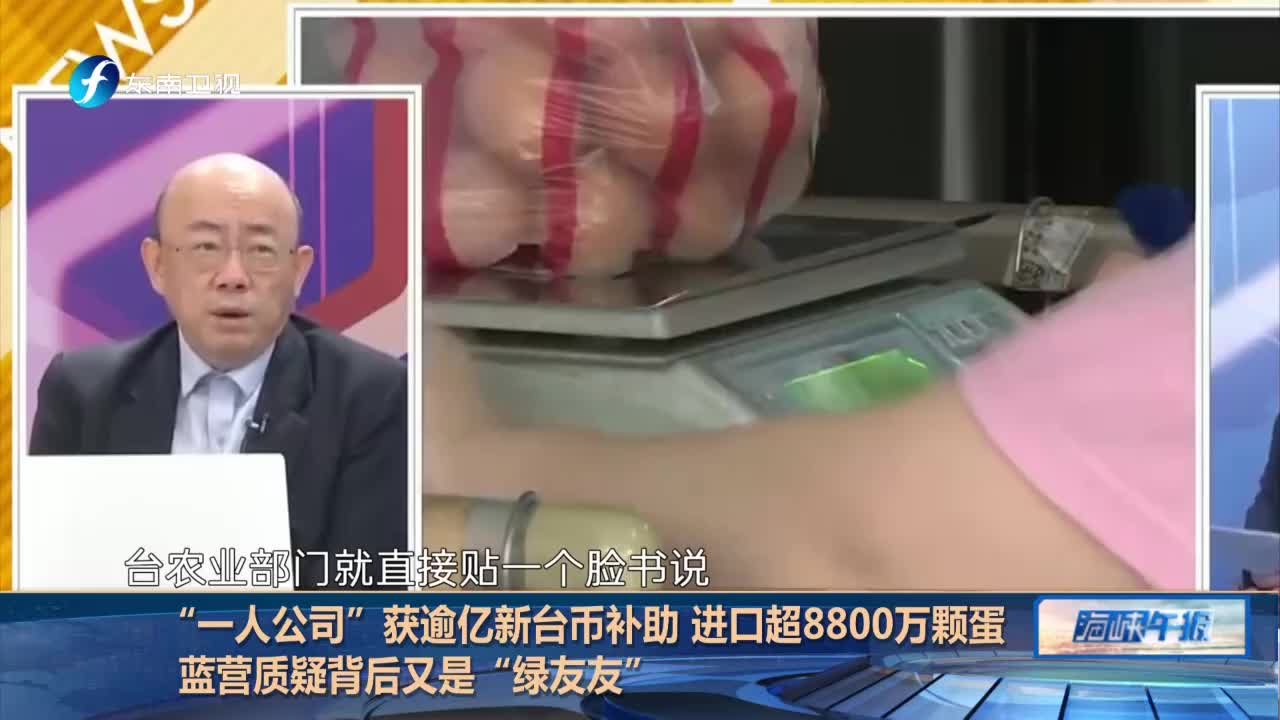 NEWS
东南卫视
台农业部门就直接贴一个脸书说
“一人公司”获逾亿新台币补助 进口超8800万颗蛋
蓝营质疑背后又是“绿友友”
海峡午报